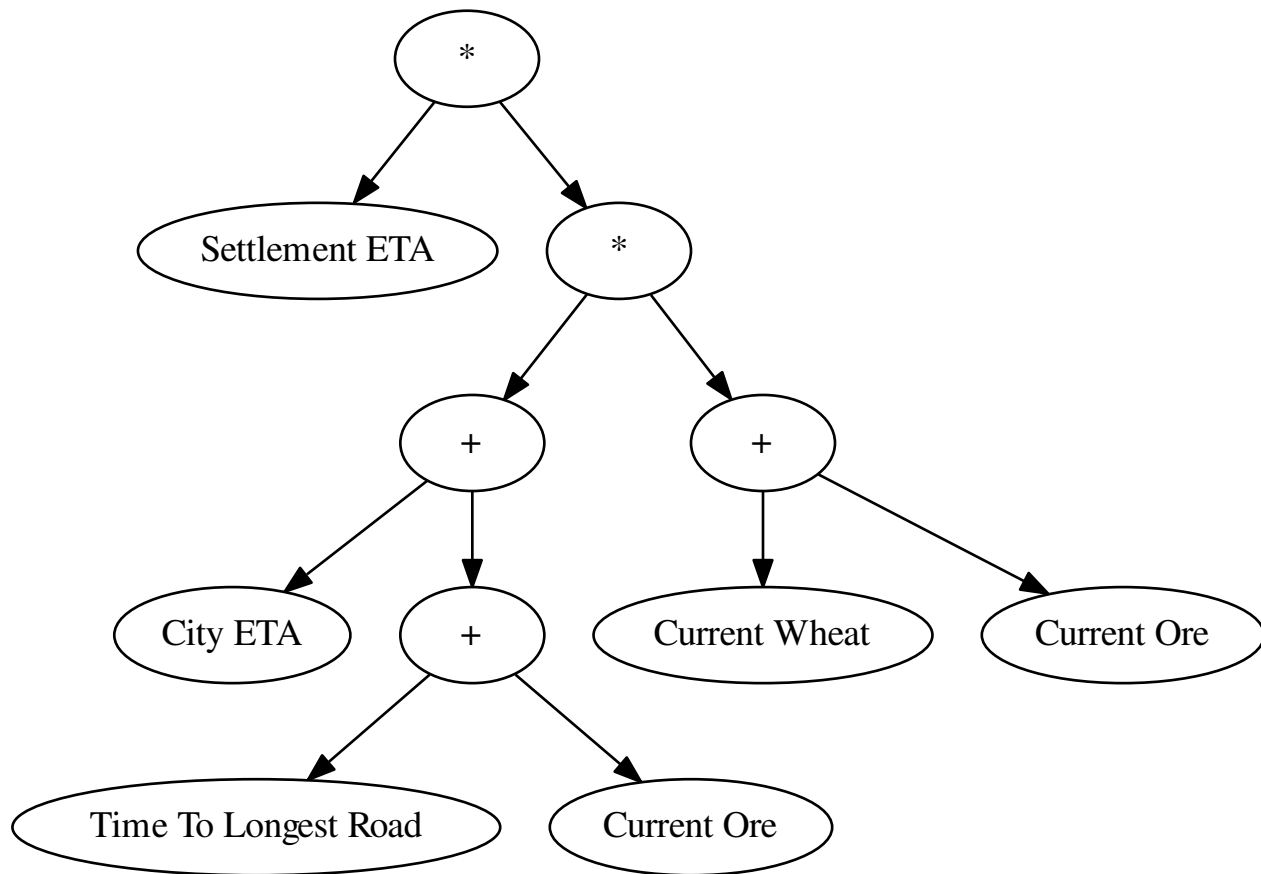 *
Settlement ETA
*
+
+
City ETA
+
Current Wheat
Current Ore
Time To Longest Road
Current Ore